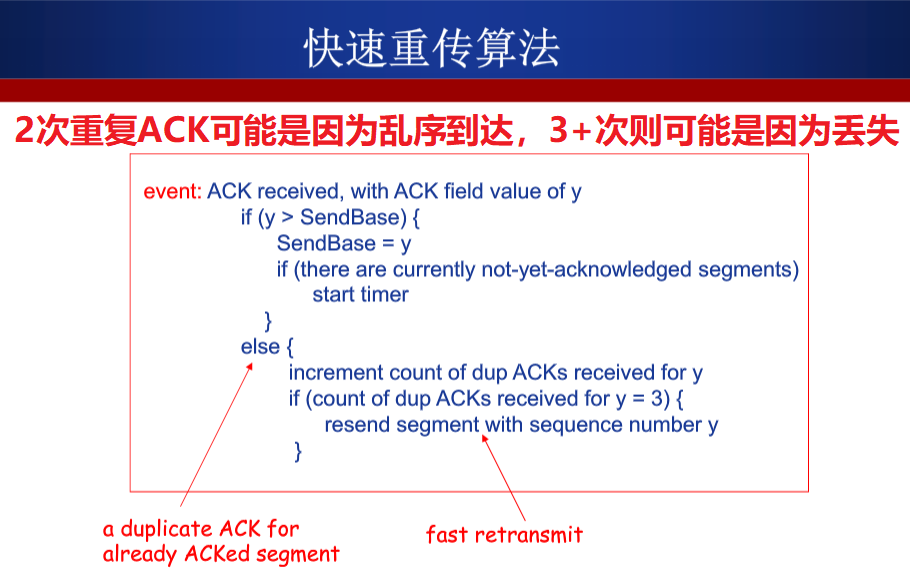 快速重传算法
2次重复ACK可能是因为乱序到达，3+次则可能是因为丢失
event: ACK received, with ACK field value of y
if (y > SendBase) {
SendBase = y
if (there are currently not-yet-acknowledged segments)
start timer
}
else {
increment count of dup ACKs received for y
if (count of dup ACKs received for y = 3) {
resend segment with sequence number y
}
a duplicate ACK for
already ACKed segment
fast retransmit